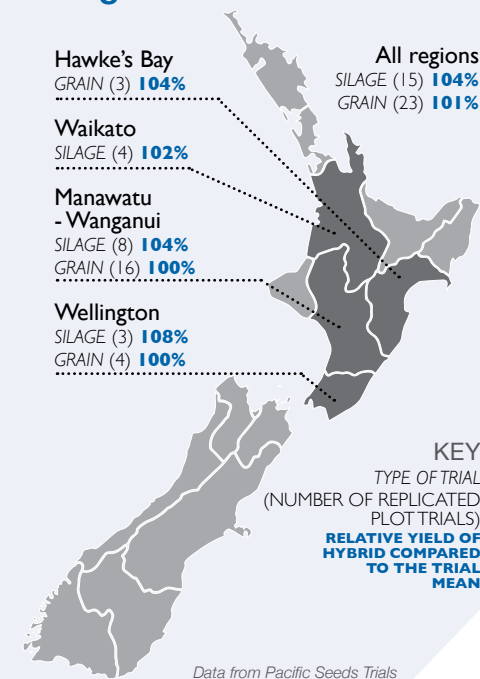 Hawke's Bay
GRAIN (3) 104%
Waikato
SILAGE (4) 102%
Manawatu
- Wanganui
SILAGE (8) 104%
GRAIN (16) 100%
Wellington
SILAGE (3) 108%
GRAIN (4) 100%
All regions
SILAGE (15) 104%
GRAIN (23) 101%
KEY
TYPE OF TRIAL
(NUMBER OF REPLICATED
PLOT TRIALS)
RELATIVE YIELD OF
HYBRID COMPARED
TO THE TRIAL
MEAN
Data from Pacific Seeds Trials